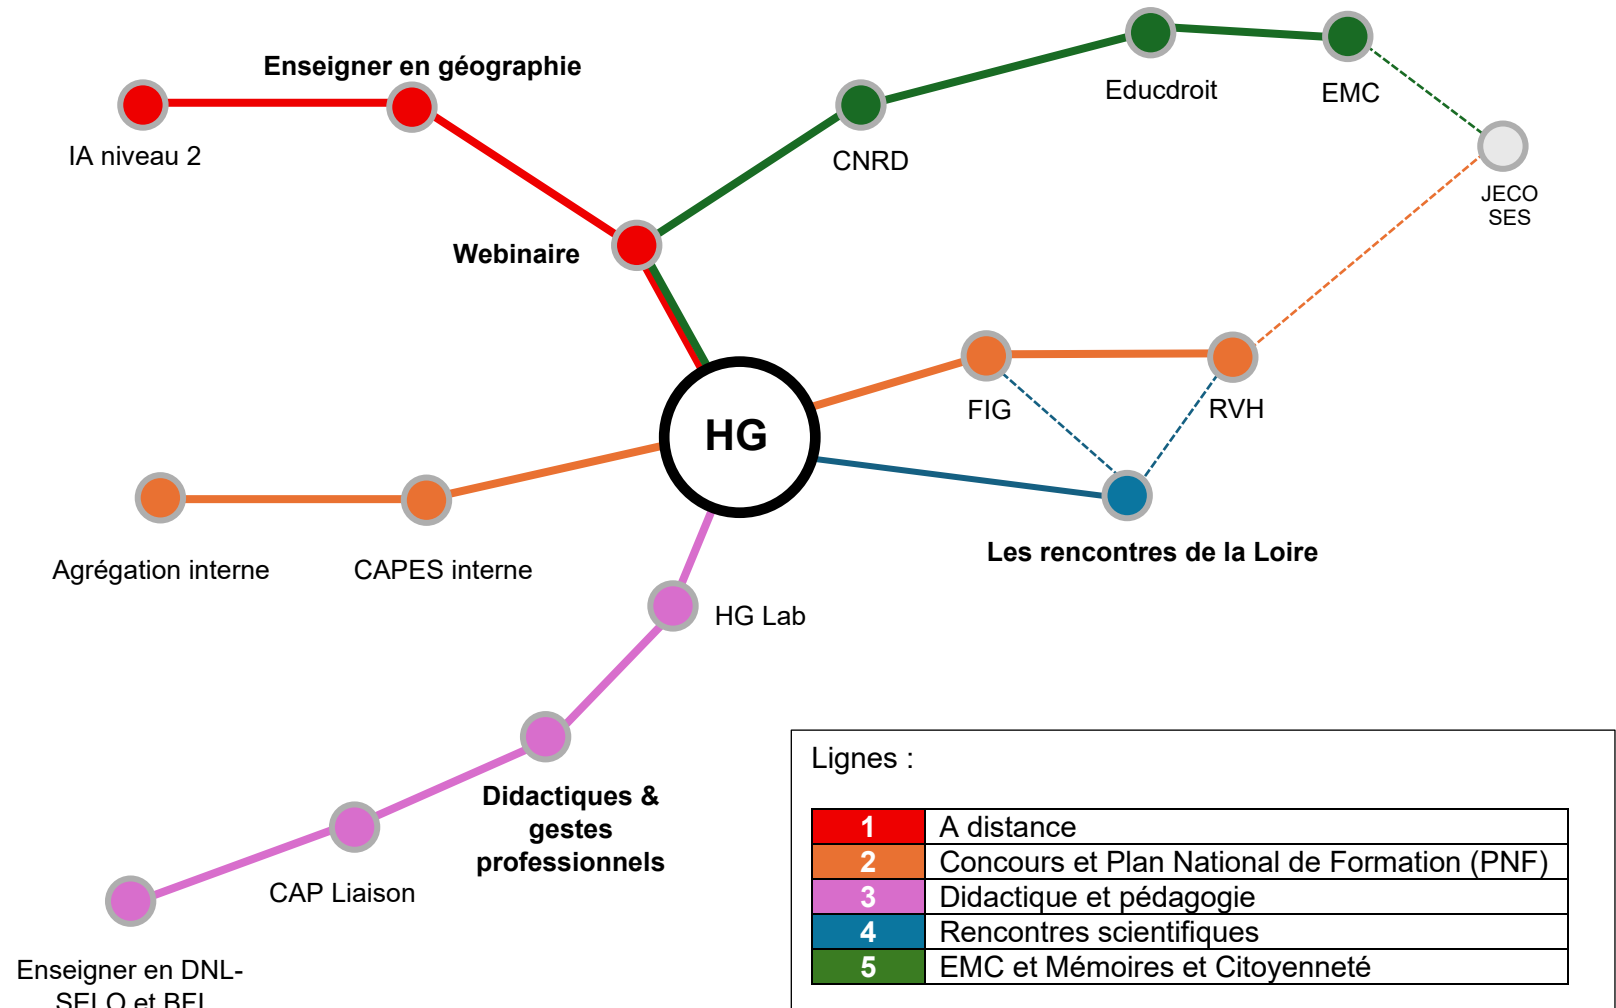 Enseigner en géographie
IA niveau 2
Webinaire
CNRD
Educdroit
EMC
JECO
SES
HG
FIG
RVH
Les rencontres de la Loire
Agrégation interne
CAPES interne
HG Lab
Didactiques &
gestes
professionnels
CAP Liaison
Enseigner en DNL-
SELO et BFI
Lignes :
1 A distance
2 Concours et Plan National de Formation (PNF)
3 Didactique et pédagogie
4 Rencontres scientifiques
5 EMC et Mémoires et Citoyenneté